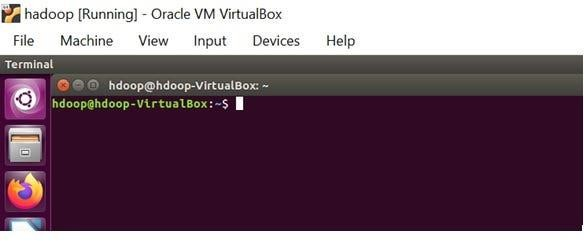 hadoop [Running] - Oracle VM VirtualBox
File Machine View Input Devices Help
Terminal
hdoop@hdoop-VirtualBox: ~
hdoop@hdoop-VirtualBox:~$